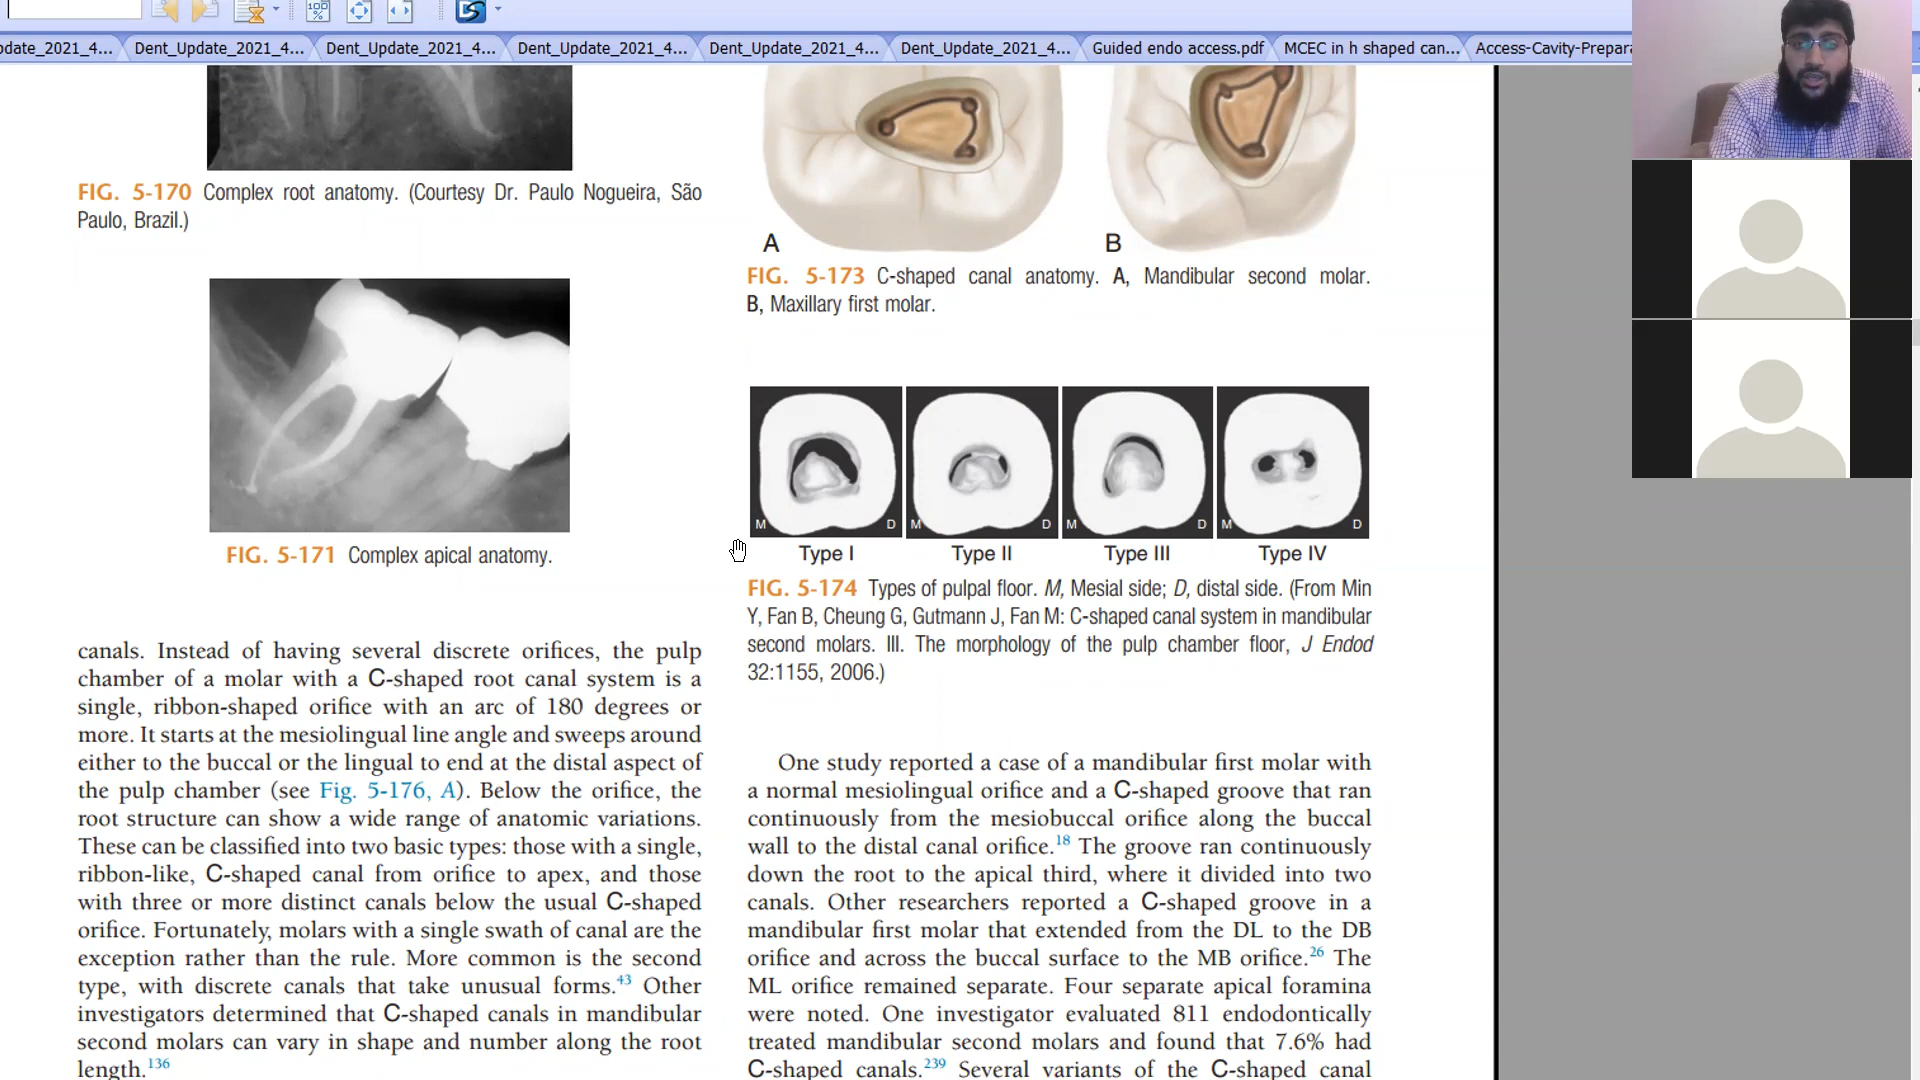 pdate_2021_4... Dent_Update_2021_4... Dent_Update_2021_4... Dent_Update_2021_4... Dent_Update_2021_4... Dent_Update_2021_4... Guided endo access.pdf MCEC in h shaped can... Access-Cavity-Prepara
FIG. 5-170 Complex root anatomy. (Courtesy Dr. Paulo Nogueira, São
Paulo, Brazil.)
FIG. 5-171 Complex apical anatomy.
canals. Instead of having several discrete orifices, the pulp
chamber of a molar with a C-shaped root canal system is a
single, ribbon-shaped orifice with an arc of 180 degrees or
more. It starts at the mesiolingual line angle and sweeps around
either to the buccal or the lingual to end at the distal aspect of
the pulp chamber (see Fig. 5-176, A). Below the orifice, the
root structure can show a wide range of anatomic variations.
These can be classified into two basic types: those with a single,
ribbon-like, C-shaped canal from orifice to apex, and those
with three or more distinct canals below the usual C-shaped
orifice. Fortunately, molars with a single swath of canal are the
exception rather than the rule. More common is the second
type, with discrete canals that take unusual forms.43 Other
investigators determined that C-shaped canals in mandibular
second molars can vary in shape and number along the root
length.136
A B
FIG. 5-173 C-shaped canal anatomy. A, Mandibular second molar.
B, Maxillary first molar.
M D M D M D M D
Type I Type II Type III Type IV
FIG. 5-174 Types of pulpal floor. M, Mesial side; D, distal side. (From Min
Y, Fan B, Cheung G, Gutmann J, Fan M: C-shaped canal system in mandibular
second molars. III. The morphology of the pulp chamber floor, J Endod
32:1155, 2006.)
One study reported a case of a mandibular first molar with
a normal mesiolingual orifice and a C-shaped groove that ran
continuously from the mesiobuccal orifice along the buccal
wall to the distal canal orifice.18 The groove ran continuously
down the root to the apical third, where it divided into two
canals. Other researchers reported a C-shaped groove in a
mandibular first molar that extended from the DL to the DB
orifice and across the buccal surface to the MB orifice.26 The
ML orifice remained separate. Four separate apical foramina
were noted. One investigator evaluated 811 endodontically
treated mandibular second molars and found that 7.6% had
C-shaped canals.239 Several variants of the C-shaped canal